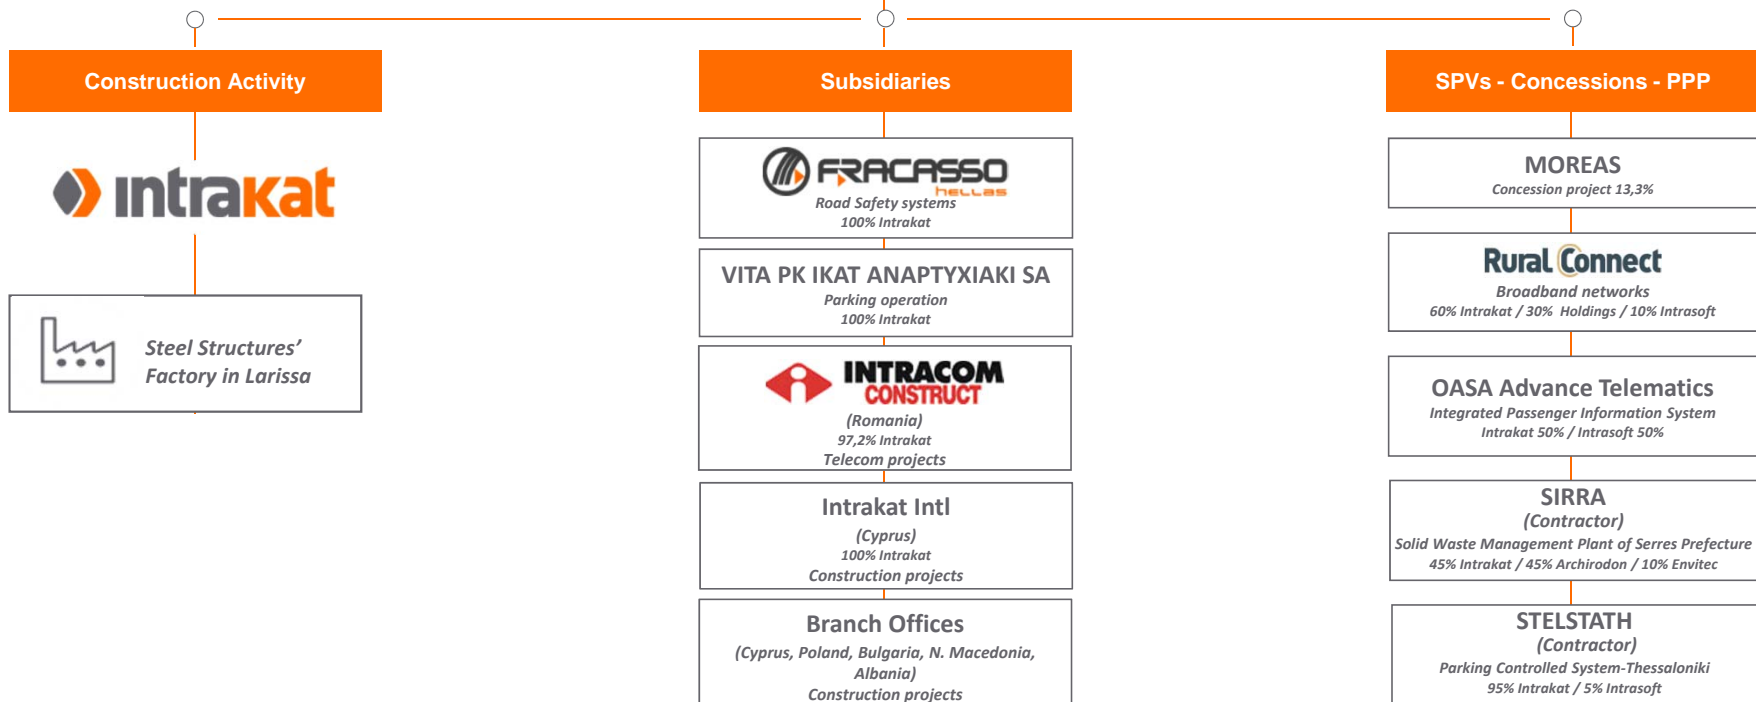 Construction Activity
intrakat
Steel Structures’
Factory in Larissa
Subsidiaries
FRACASSO
hellas
Road Safety systems
100% Intrakat
VITA PK IKAT ANAPTYXIAKI SA
Parking operation
100% Intrakat
INTRACOM
CONSTRUCT
(Romania)
97,2% Intrakat
Telecom projects
Intrakat Intl
(Cyprus)
100% Intrakat
Construction projects
Branch Offices
(Cyprus, Poland, Bulgaria, N. Macedonia,
Albania)
Construction projects
SPVs - Concessions - PPP
MOREAS
Concession project 13,3%
Rural Connect
Broadband networks
60% Intrakat / 30% Holdings / 10% Intrasoft
OASA Advance Telematics
Integrated Passenger Information System
Intrakat 50% / Intrasoft 50%
SIRRA
(Contractor)
Solid Waste Management Plant of Serres Prefecture
45% Intrakat / 45% Archirodon / 10% Envitec
STELSTATH
(Contractor)
Parking Controlled System-Thessaloniki
95% Intrakat / 5% Intrasoft